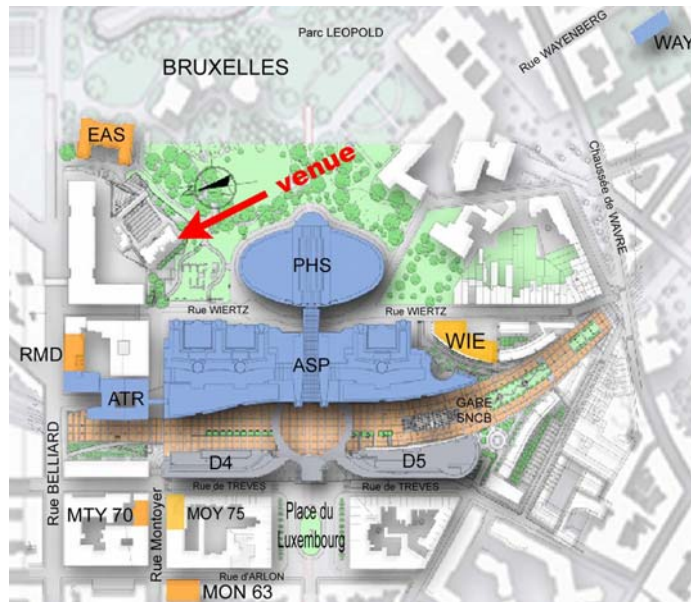 Parc LEOPOLD
BRUXELLES
Rue WAYENBERG
WAY
EAS
venue
Chaussée de WAVRE
PHS
Rue WIERTZ
Rue WIERTZ
RMD
WIE
ASP
ATR
GARE
SNCB
Rue BELLIARD
D4
D5
Rue de TREVES
Rue de TREVES
MTY 70
Rue Montoyer
MOY 75
Place du
Luxembourg
Rue d'ARLON
MON 63